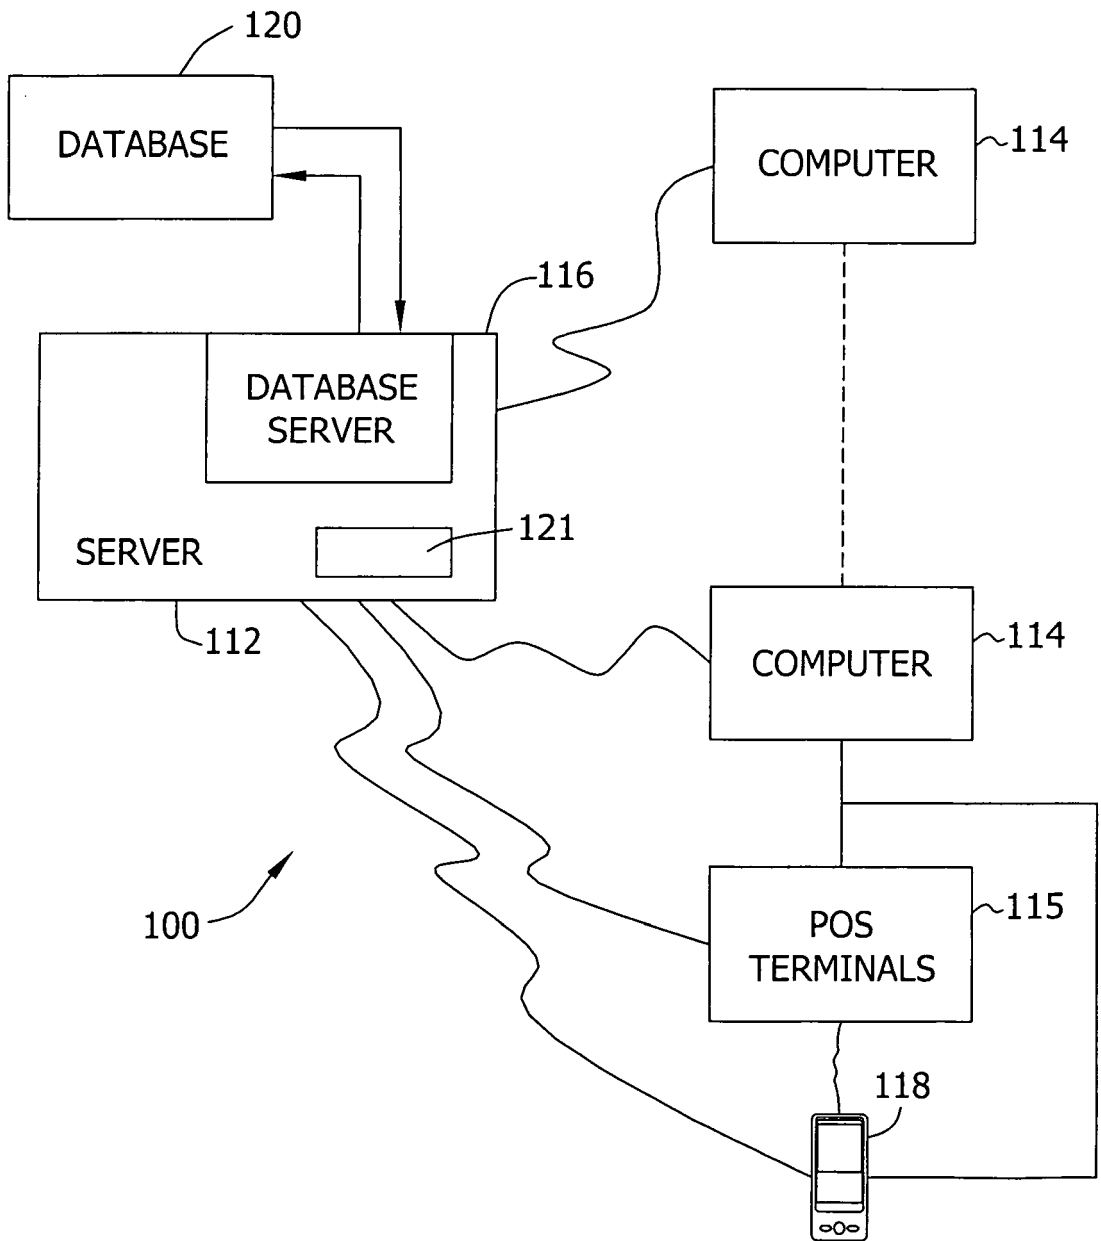 120
DATABASE
COMPUTER
114
116
DATABASE
SERVER
121
SERVER
112
COMPUTER
114
100
POS
TERMINALS
115
118